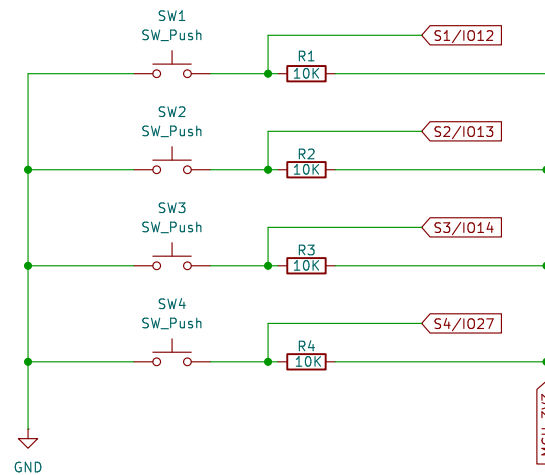 SW1
SW_Push
S1/IO12
R1
10K
SW2
SW_Push
S2/IO13
R2
10K
SW3
SW_Push
S3/IO14
R3
10K
SW4
SW_Push
S4/IO27
R4
10K
GND